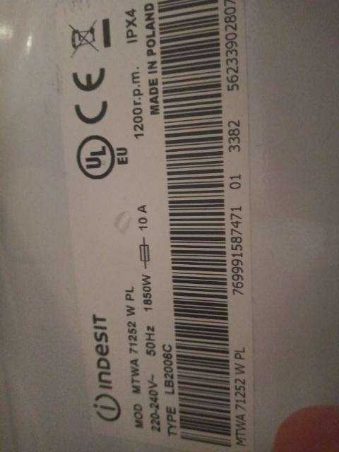 INDESIT
UL EU CE
MOD MTWA 71252 W PL
220-240V~ 50Hz 1850W 10 A
1200r.p.m. IPX4
TYPE LB2008C
MADE IN POLAND
769991587471 01 3382 56233902807
MTWA 71252 W PL